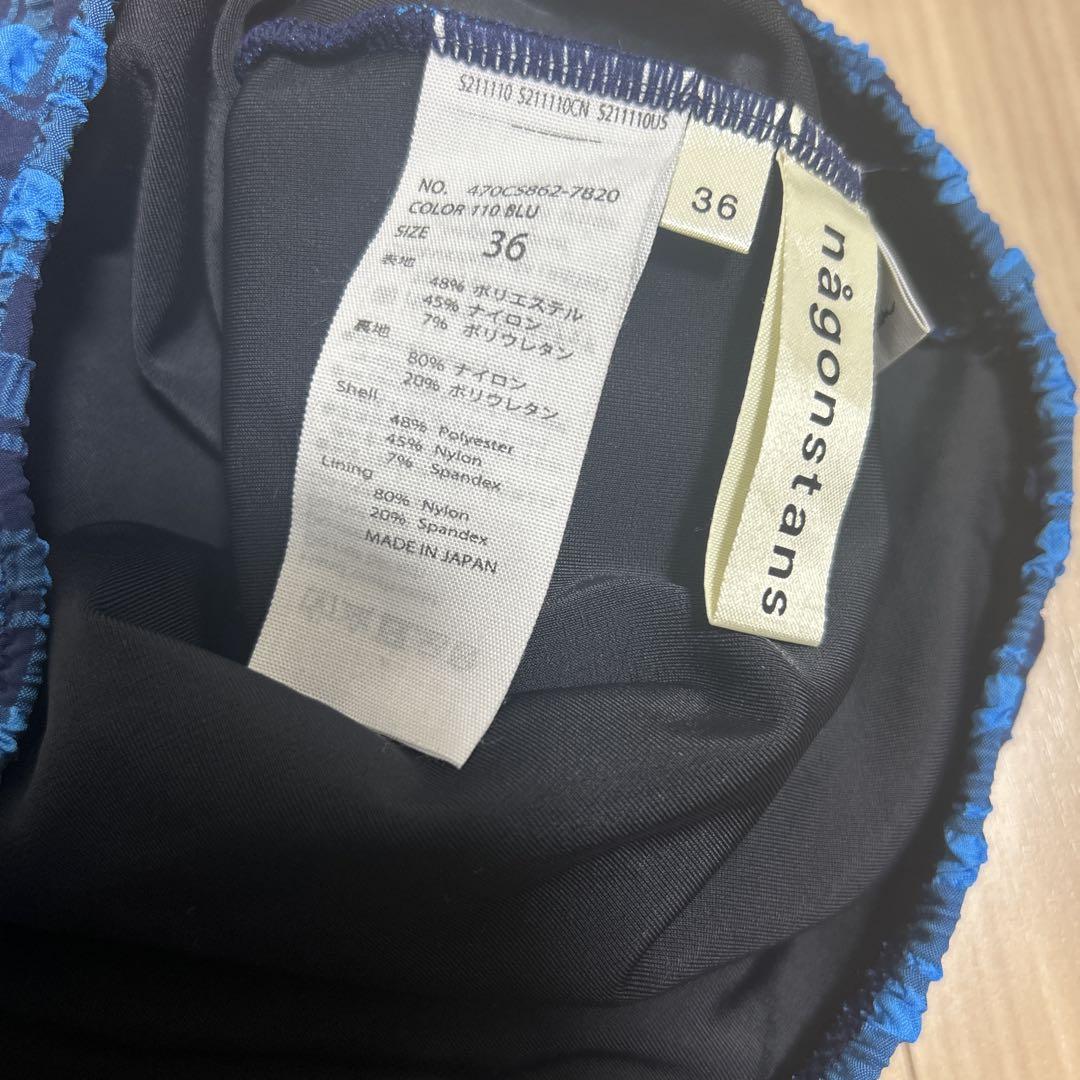 S211110 S211110CN S211110US
NO. 470CS862-7B20
COLOR 110 BLU
SIZE 36
表地
48% ポリエステル
45% ナイロン
7% ポリウレタン
裏地
80% ナイロン
20% ポリウレタン
Shell
48% Polyester
45% Nylon
7% Spandex
Lining
80% Nylon
20% Spandex
MADE IN JAPAN
36
någonstans